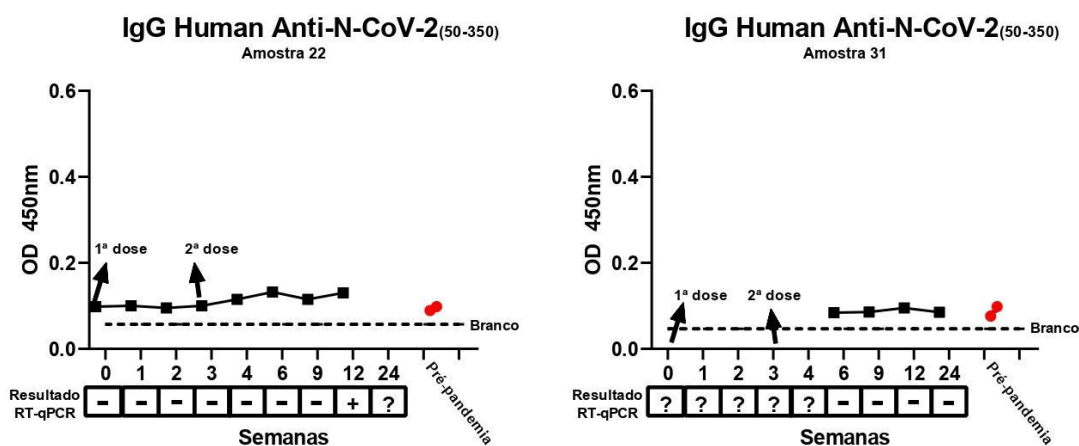 IgG Human Anti-N-CoV-2(50-350)
Amostra 22
0.6
0.4
0.2
0.0
OD 450nm
1ª dose
2ª dose
Branco
0 1 2 3 4 6 9 12 24
Pré-pandemia
Resultado
RT-qPCR
- - - - - - - + ?
Semanas
IgG Human Anti-N-CoV-2(50-350)
Amostra 31
0.6
0.4
0.2
0.0
OD 450nm
1ª dose
2ª dose
Branco
0 1 2 3 4 6 9 12 24
Pré-pandemia
Resultado
RT-qPCR
? ? ? ? ? - - - -
Semanas